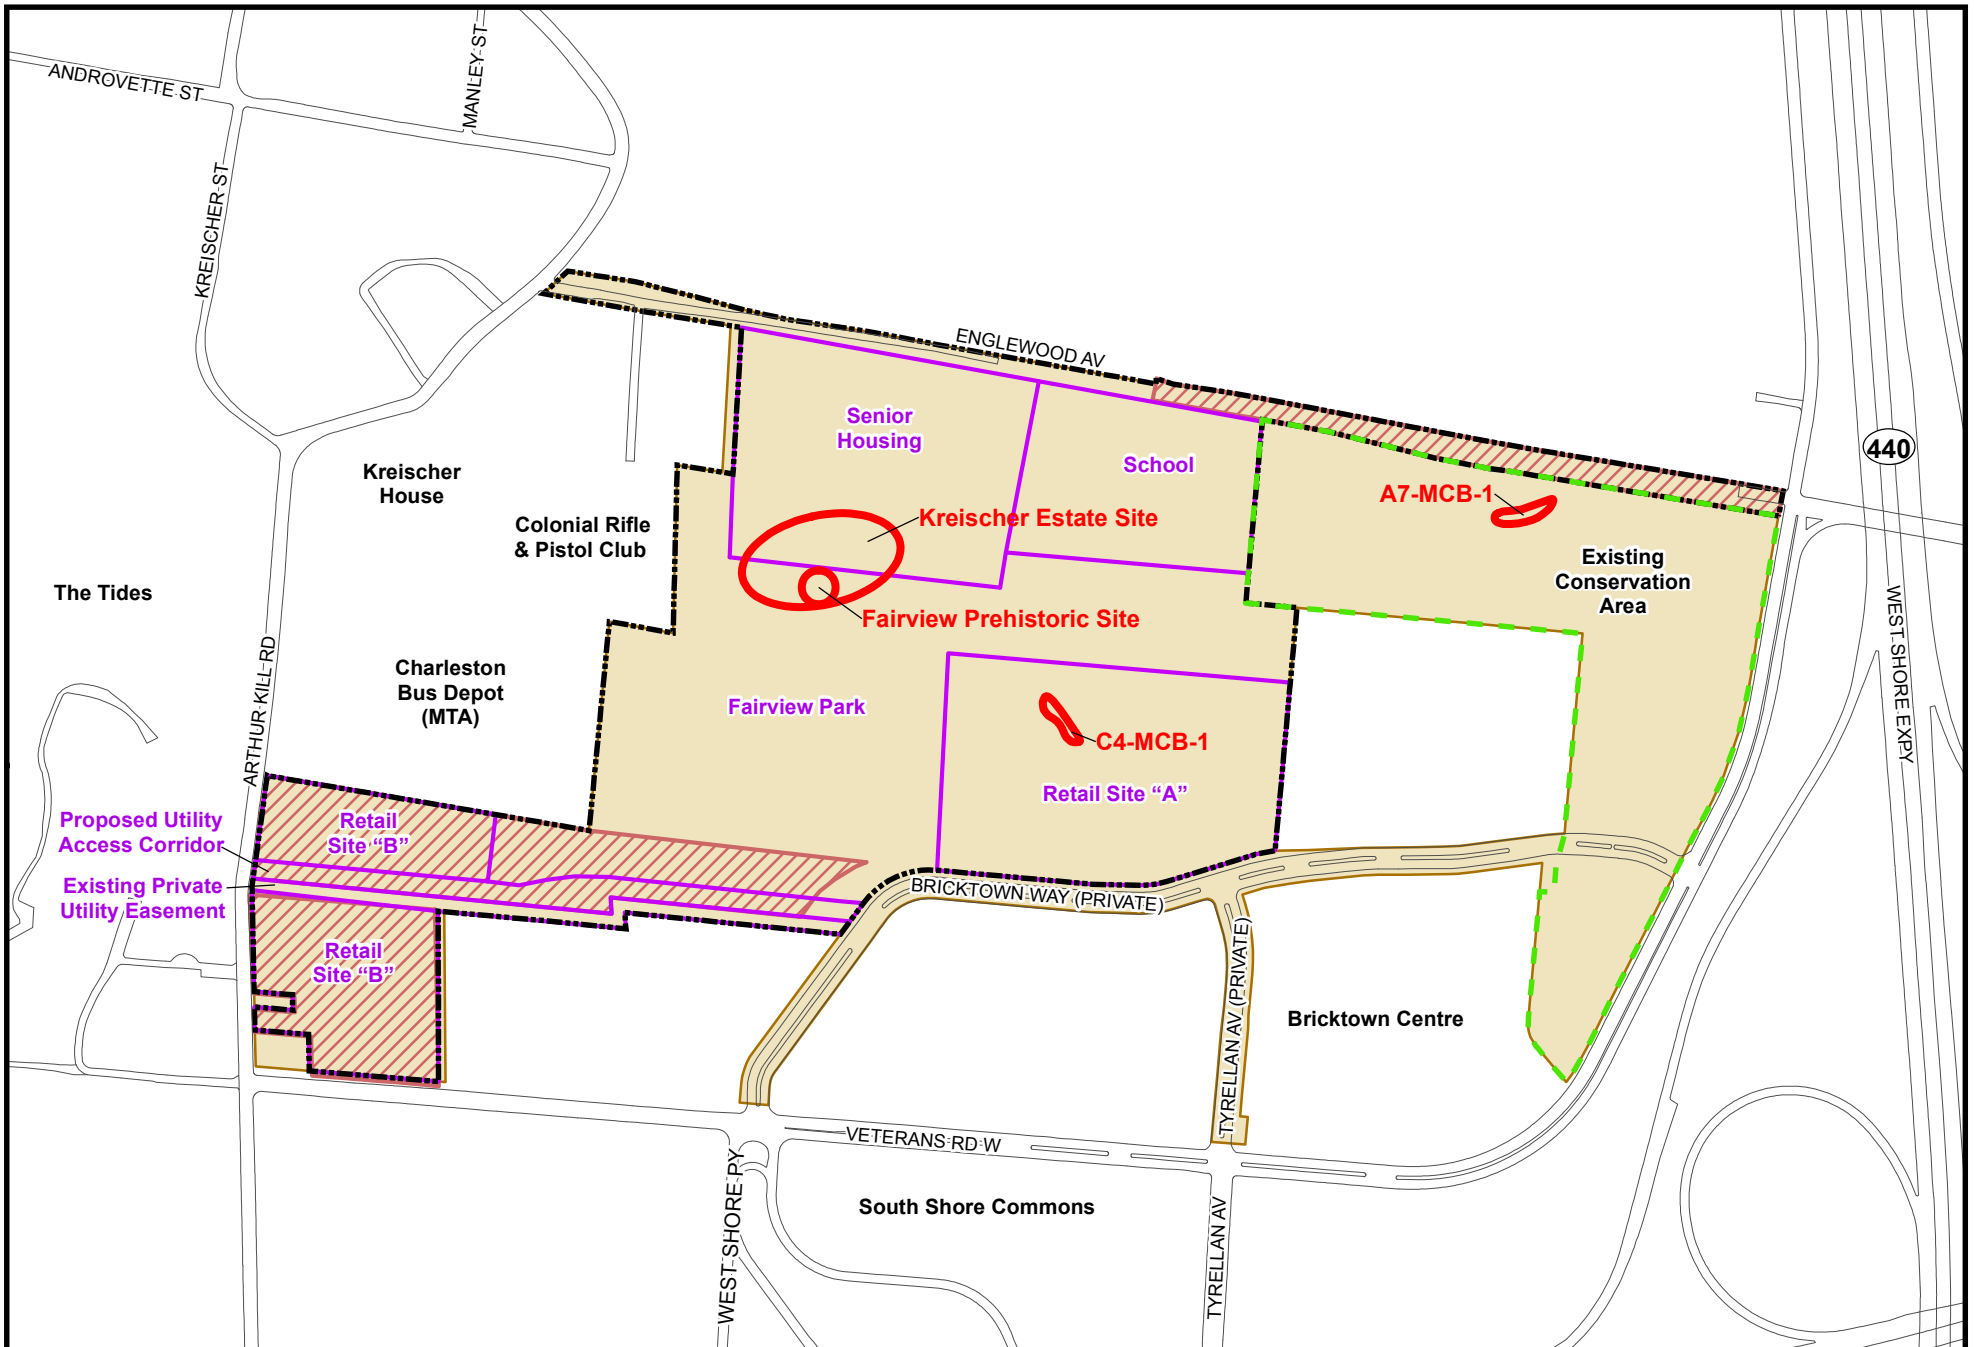 ANDROVETTE ST
MANLEY ST
KREISCHER ST
ENGLEWOOD AV
Senior
Housing
School
440
Kreischer
House
A7-MCB-1
Colonial Rifle
& Pistol Club
Kreischer Estate Site
Existing
Conservation
Area
The Tides
Fairview Prehistoric Site
WEST SHORE EXPY
ARTHUR KILL RD
Charleston
Bus Depot
(MTA)
Fairview Park
C4-MCB-1
Retail Site “A”
Proposed Utility
Access Corridor
Retail
Site “B”
Existing Private
Utility Easement
BRICKTOWN WAY (PRIVATE)
Retail
Site “B”
TYRELLAN AV (PRIVATE)
Bricktown Centre
VETERANS RD W
WEST SHORE PY
South Shore Commons
TYRELLAN AV